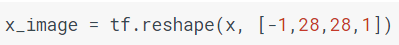 x_image = tf.reshape(x, [-1,28,28,1])